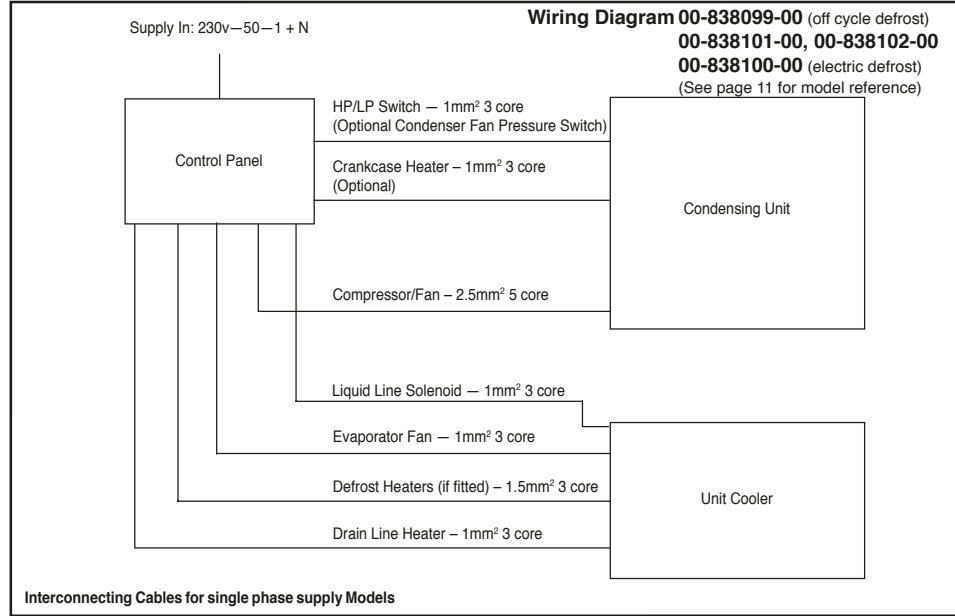 Supply In: 230v—50—1 + N
Wiring Diagram 00-838099-00 (off cycle defrost)
00-838101-00, 00-838102-00
00-838100-00 (electric defrost)
(See page 11 for model reference)
HP/LP Switch — 1mm² 3 core
(Optional Condenser Fan Pressure Switch)
Control Panel
Crankcase Heater – 1mm² 3 core
(Optional)
Condensing Unit
Compressor/Fan – 2.5mm² 5 core
Liquid Line Solenoid — 1mm² 3 core
Evaporator Fan — 1mm² 3 core
Defrost Heaters (if fitted) – 1.5mm² 3 core
Unit Cooler
Drain Line Heater – 1mm² 3 core
Interconnecting Cables for single phase supply Models